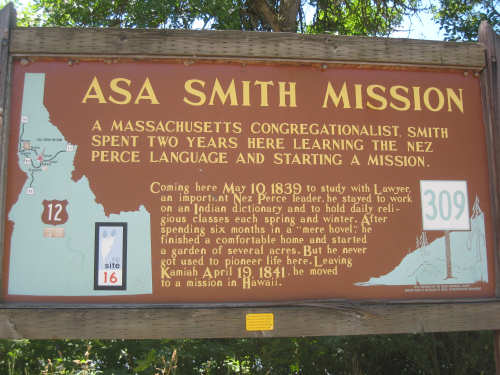 ASA SMITH MISSION
A MASSACHUSETTS CONGREGATIONALIST, SMITH
SPENT TWO YEARS HERE LEARNING THE NEZ
PERCE LANGUAGE AND STARTING A MISSION.
Coming here May 10, 1839 to study with Lawyer,
an important Nez Perce leader, he stayed to work
on an Indian dictionary and to hold daily reli-
gious classes each spring and winter. After
spending six months in a "mere hovel", he
finished a comfortable home and started
a garden of several acres. But he never
got used to pioneer life here. Leaving
Kamiah April 19, 1841, he moved
to a mission in Hawaii.
12
site
16
309